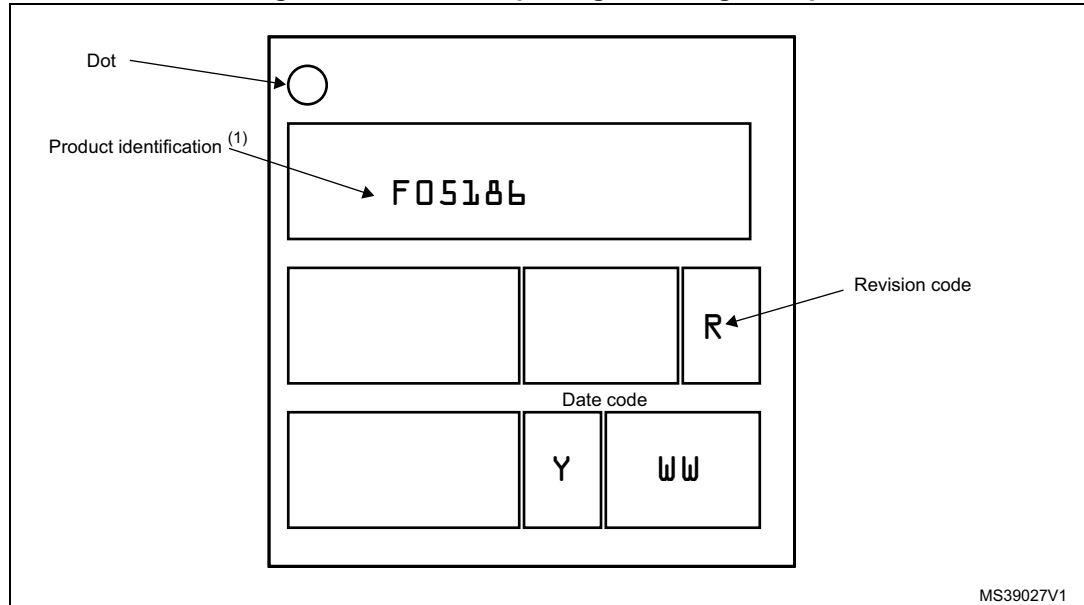 Dot
Product identification (1)
F05186
Revision code
R
Date code
Y WW
MS39027V1